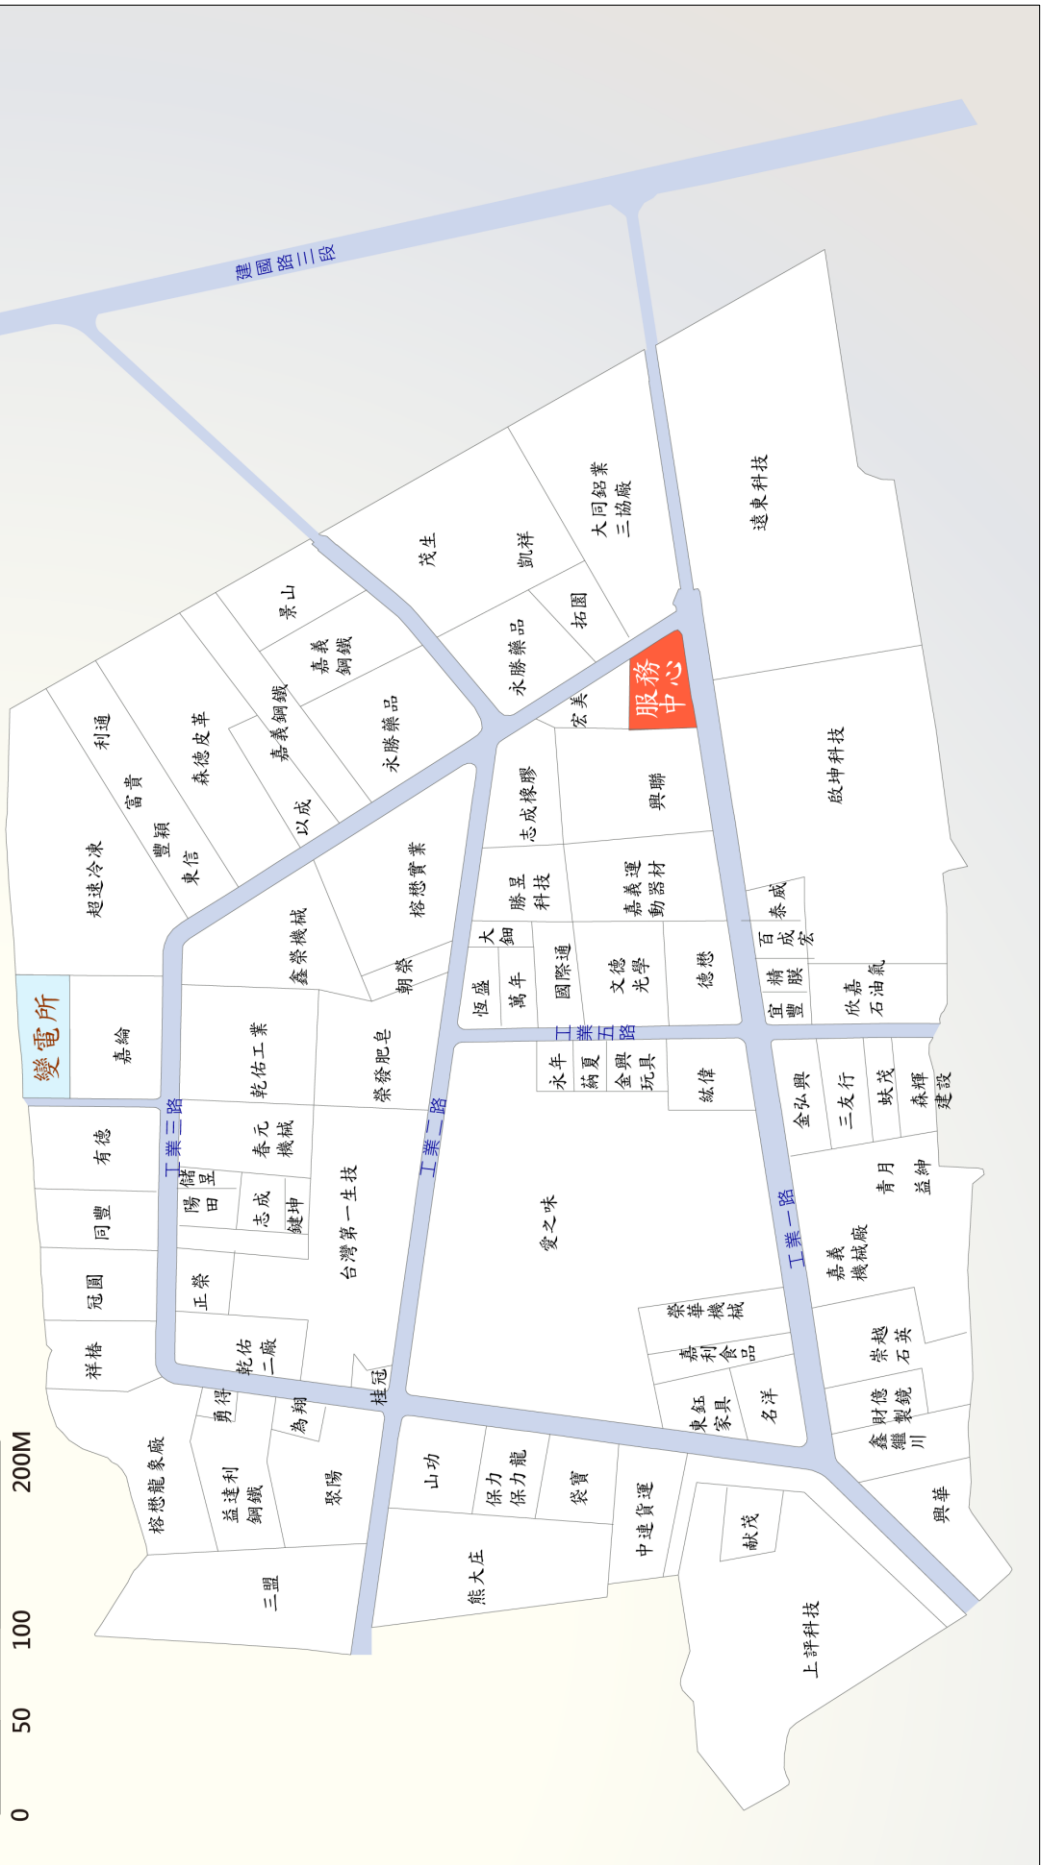 建國路三段
工業三路
工業二路
工業五路
工業一路
變電所
服務
中心
超速冷凍
利通
富貴
豐穎
東信
森德皮革
以成
嘉義鋼鐵
嘉義
鋼鐵
景山
永勝藥品
茂生
凱祥
永勝藥品
拓園
大同鋁業
三協廠
遠東科技
宏美
啟坤科技
興聯
志成橡膠
勝昱
科技
嘉義運
動器材
榕懋實業
朝榮
鑫榮機械
大鈿
恆盛
萬年
國際通
文德
光學
德懋
泰威
百成宏
精膜
宜豐
欣嘉
石油氣
嘉綸
乾佑工業
榮發肥皂
有德
同豐
冠圓
祥椿
春元
機械
儲昱
陽田
志成
鍵坤
正榮
乾佑
二廠
台灣第一生技
桂冠
永年
蒳夏
金興
玩具
紘偉
愛之味
榮華機械
嘉利食品
東鈺
家具
名洋
金弘興
三友行
蚨茂
森輝
建設
青月
益紳
嘉義
機械廠
崇越
石英
財億
製鏡
鑫繼川
興華
勇得
為翔
榕懋龍象廠
益達利
鋼鐵
聚陽
三盟
山功
保力
保力龍
袋寶
熊大庄
中連貨運
献茂
上評科技
0
50
100
200M